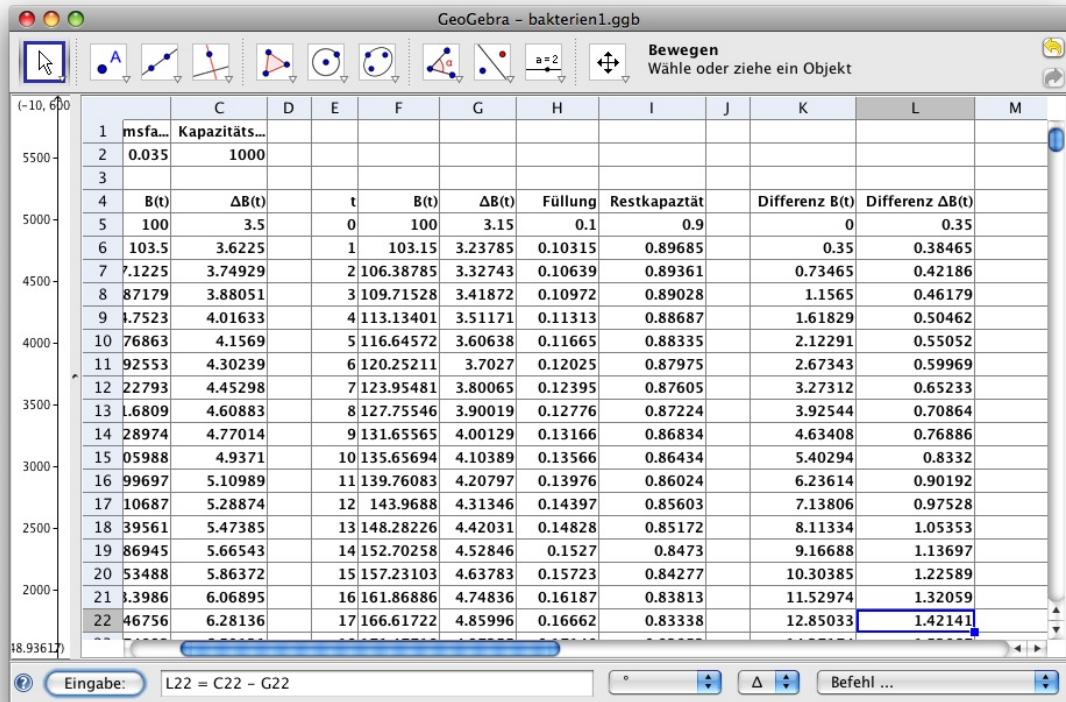 GeoGebra – bakterien1.ggb
A α a = 2 Bewegen
Wähle oder ziehe ein Objekt
(-10, 600
C D E F G H I J K L M
1 msfa... Kapazitäts...
2 0.035 1000
3
4 B(t) ΔB(t) t B(t) ΔB(t) Füllung Restkapaztät Differenz B(t) Differenz ΔB(t)
5 100 3.5 0 100 3.15 0.1 0.9 0 0.35
6 103.5 3.6225 1 103.15 3.23785 0.10315 0.89685 0.35 0.38465
7 7.1225 3.74929 2 106.38785 3.32743 0.10639 0.89361 0.73465 0.42186
8 87179 3.88051 3 109.71528 3.41872 0.10972 0.89028 1.1565 0.46179
9 4.7523 4.01633 4 113.13401 3.51171 0.11313 0.88687 1.61829 0.50462
10 76863 4.1569 5 116.64572 3.60638 0.11665 0.88335 2.12291 0.55052
11 92553 4.30239 6 120.25211 3.7027 0.12025 0.87975 2.67343 0.59969
12 22793 4.45298 7 123.95481 3.80065 0.12395 0.87605 3.27312 0.65233
13 1.6809 4.60883 8 127.75546 3.90019 0.12776 0.87224 3.92544 0.70864
14 28974 4.77014 9 131.65565 4.00129 0.13166 0.86834 4.63408 0.76886
15 05988 4.9371 10 135.65694 4.10389 0.13566 0.86434 5.40294 0.8332
16 99697 5.10989 11 139.76083 4.20797 0.13976 0.86024 6.23614 0.90192
17 10687 5.28874 12 143.9688 4.31346 0.14397 0.85603 7.13806 0.97528
18 39561 5.47385 13 148.28226 4.42031 0.14828 0.85172 8.11334 1.05353
19 86945 5.66543 14 152.70258 4.52846 0.1527 0.8473 9.16688 1.13697
20 53488 5.86372 15 157.23103 4.63783 0.15723 0.84277 10.30385 1.22589
21 3.3986 6.06895 16 161.86886 4.74836 0.16187 0.83813 11.52974 1.32059
22 46756 6.28136 17 166.61722 4.85996 0.16662 0.83338 12.85033 1.42141
5500
5000
4500
4000
3500
3000
2500
2000
48.93617)
Eingabe: L22 = C22 – G22 ° Δ Befehl ...